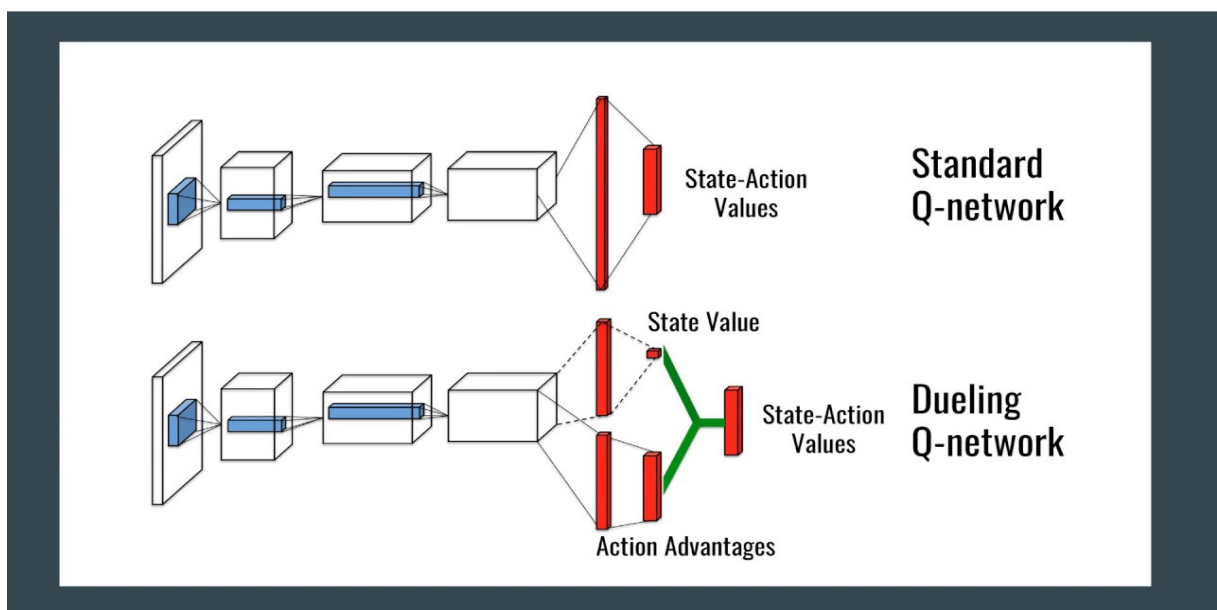 State-Action
Values
Standard
Q-network
State Value
State-Action
Values
Dueling
Q-network
Action Advantages